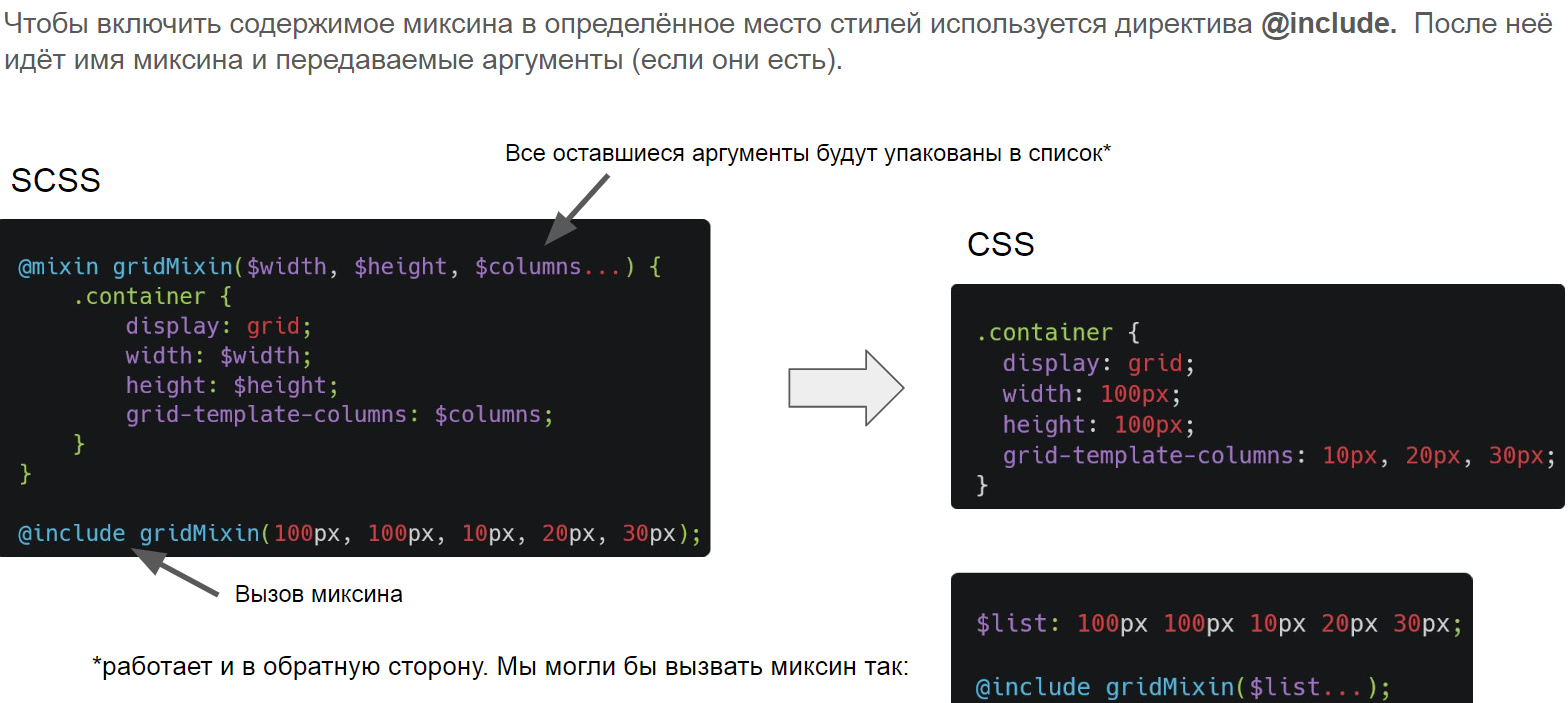 Чтобы включить содержимое миксина в определённое место стилей используется директива @include. После неё
идёт имя миксина и передаваемые аргументы (если они есть).
Все оставшиеся аргументы будут упакованы в список*
SCSS
@mixin gridMixin($width, $height, $columns...) {
.container {
display: grid;
width: $width;
height: $height;
grid-template-columns: $columns;
}
}
@include gridMixin(100px, 100px, 10px, 20px, 30px);
Вызов миксина
CSS
.container {
display: grid;
width: 100px;
height: 100px;
grid-template-columns: 10px, 20px, 30px;
}
*работает и в обратную сторону. Мы могли бы вызвать миксин так:
$list: 100px 100px 10px 20px 30px;
@include gridMixin($list...);